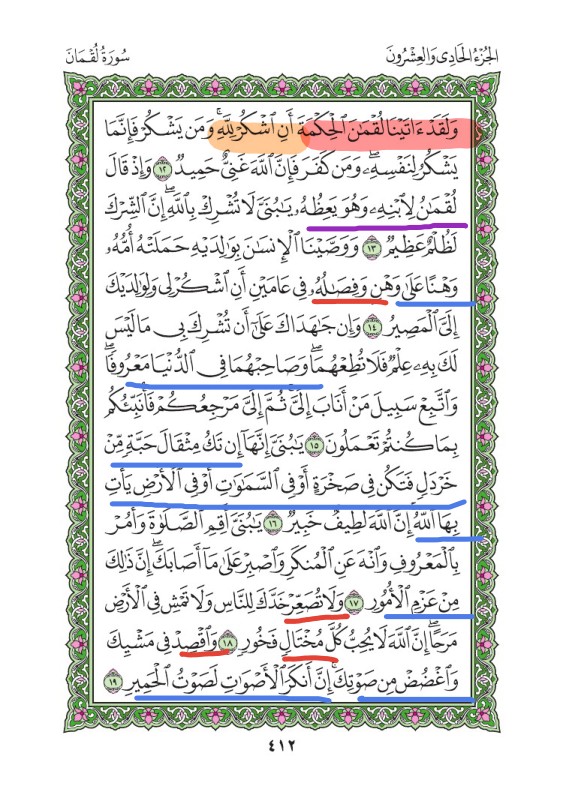 سُورَةُ لُقْمَانَ
الجُزْءُ الحَادِي وَالعِشْرُونَ
وَلَقَدْ ءَاتَيْنَا لُقْمَٰنَ ٱلْحِكْمَةَ أَنِ ٱشْكُرْ لِلَّهِۚ وَمَن يَشْكُرْ فَإِنَّمَا
يَشْكُرُ لِنَفْسِهِۦۖ وَمَن كَفَرَ فَإِنَّ ٱللَّهَ غَنِىٌّ حَمِيدٌ ١٢ وَإِذْ قَالَ
لُقْمَٰنُ لِٱبْنِهِۦ وَهُوَ يَعِظُهُۥ يَٰبُنَىَّ لَا تُشْرِكْ بِٱللَّهِۖ إِنَّ ٱلشِّرْكَ
لَظُلْمٌ عَظِيمٌ ١٣ وَوَصَّيْنَا ٱلْإِنسَٰنَ بِوَٰلِدَيْهِ حَمَلَتْهُ أُمُّهُۥ
وَهْنًا عَلَىٰ وَهْنٍ وَفِصَٰلُهُۥ فِى عَامَيْنِ أَنِ ٱشْكُرْ لِى وَلِوَٰلِدَيْكَ
إِلَىَّ ٱلْمَصِيرُ ١٤ وَإِن جَٰهَدَاكَ عَلَىٰٓ أَن تُشْرِكَ بِى مَا لَيْسَ
لَكَ بِهِۦ عِلْمٌ فَلَا تُطِعْهُمَاۖ وَصَاحِبْهُمَا فِى ٱلدُّنْيَا مَعْرُوفًاۖ
وَٱتَّبِعْ سَبِيلَ مَنْ أَنَابَ إِلَىَّۚ ثُمَّ إِلَىَّ مَرْجِعُكُمْ فَأُنَبِّئُكُم
بِمَا كُنتُمْ تَعْمَلُونَ ١٥ يَٰبُنَىَّ إِنَّهَآ إِن تَكُ مِثْقَالَ حَبَّةٍ مِّنْ
خَرْدَلٍ فَتَكُن فِى صَخْرَةٍ أَوْ فِى ٱلسَّمَٰوَٰتِ أَوْ فِى ٱلْأَرْضِ يَأْتِ
بِهَا ٱللَّهُۚ إِنَّ ٱللَّهَ لَطِيفٌ خَبِيرٌ ١٦ يَٰبُنَىَّ أَقِمِ ٱلصَّلَوٰةَ وَأْمُرْ
بِٱلْمَعْرُوفِ وَٱنْهَ عَنِ ٱلْمُنكَرِ وَٱصْبِرْ عَلَىٰ مَآ أَصَابَكَۖ إِنَّ ذَٰلِكَ
مِنْ عَزْمِ ٱلْأُمُورِ ١٧ وَلَا تُصَعِّرْ خَدَّكَ لِلنَّاسِ وَلَا تَمْشِ فِى ٱلْأَرْضِ
مَرَحًاۖ إِنَّ ٱللَّهَ لَا يُحِبُّ كُلَّ مُخْتَالٍ فَخُورٍ ١٨ وَٱقْصِدْ فِى مَشْيِكَ
وَٱغْضُضْ مِن صَوْتِكَۚ إِنَّ أَنكَرَ ٱلْأَصْوَٰتِ لَصَوْتُ ٱلْحَمِيرِ ١٩
٤١٢